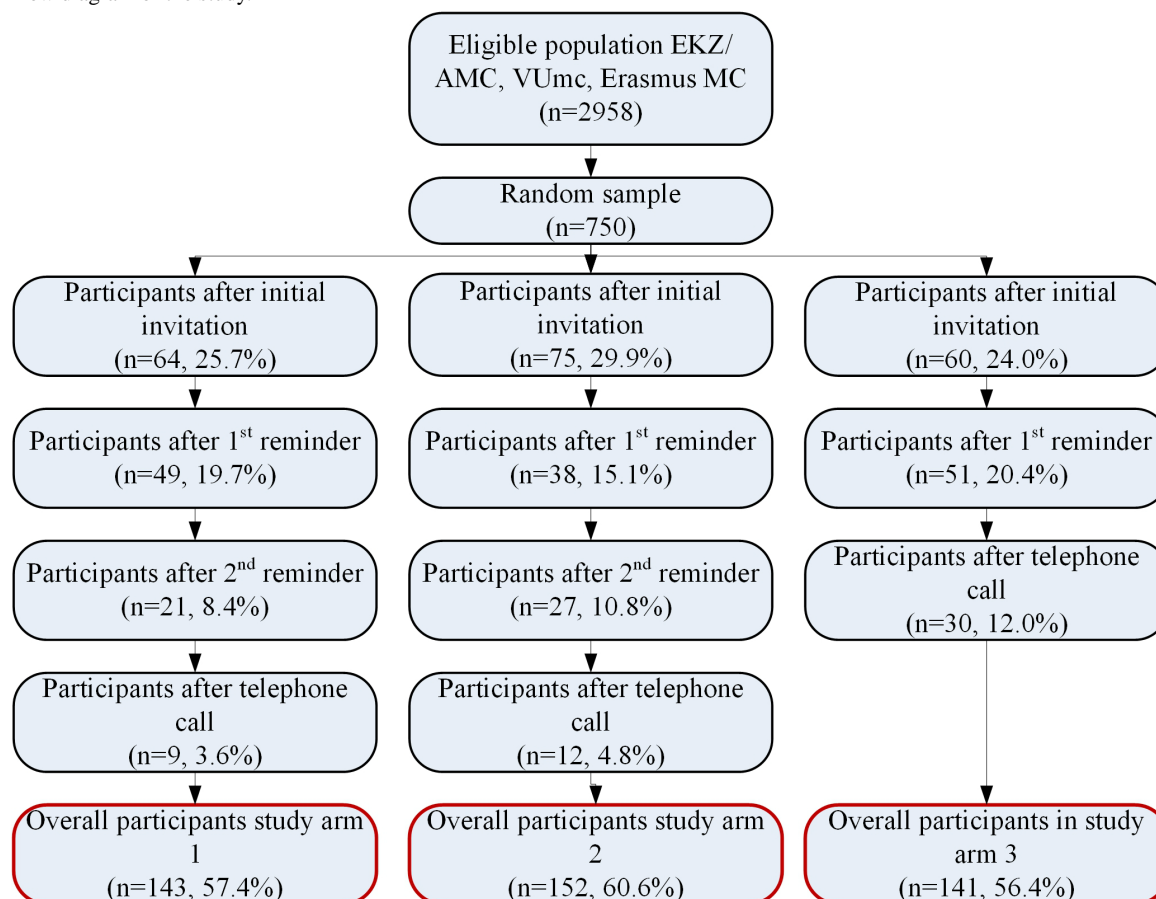 Eligible population EKZ/
AMC, VUmc, Erasmus MC
(n=2958)
Random sample
(n=750)
Participants after initial
invitation
(n=64, 25.7%)
Participants after initial
invitation
(n=75, 29.9%)
Participants after initial
invitation
(n=60, 24.0%)
Participants after 1st reminder
(n=49, 19.7%)
Participants after 1st reminder
(n=38, 15.1%)
Participants after 1st reminder
(n=51, 20.4%)
Participants after 2nd reminder
(n=21, 8.4%)
Participants after 2nd reminder
(n=27, 10.8%)
Participants after telephone
call
(n=30, 12.0%)
Participants after telephone
call
(n=9, 3.6%)
Participants after telephone
call
(n=12, 4.8%)
Overall participants study arm
1
(n=143, 57.4%)
Overall participants study arm
2
(n=152, 60.6%)
Overall participants in study
arm 3
(n=141, 56.4%)